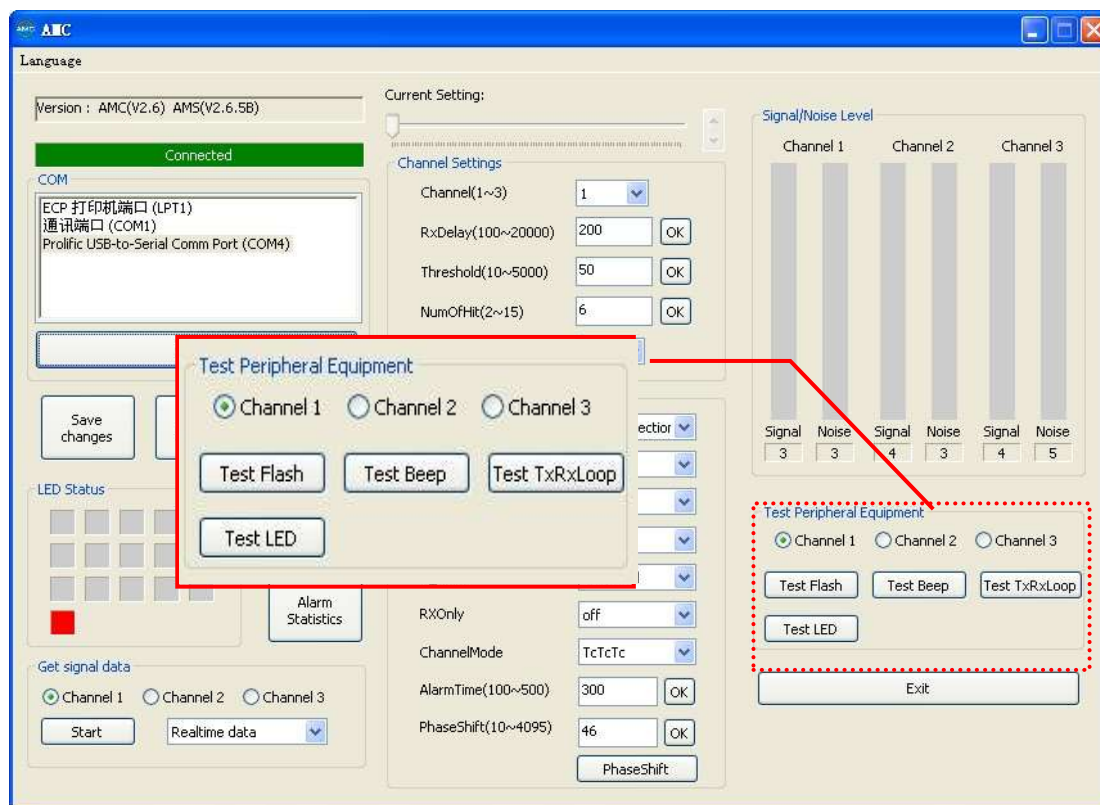 AMC
Language
Version : AMC(V2.6) AMS(V2.6.5B)
Connected
COM
ECP 打印机端口 (LPT1)
通讯端口 (COM1)
Prolific USB-to-Serial Comm Port (COM4)
Save changes
LED Status
Alarm Statistics
Get signal data
Channel 1 Channel 2 Channel 3
Start Realtime data
Current Setting:
Channel Settings
Channel(1~3) 1
RxDelay(100~20000) 200 OK
Threshold(10~5000) 50 OK
NumOfHit(2~15) 6 OK
Test Peripheral Equipment
Channel 1 Channel 2 Channel 3
Test Flash Test Beep Test TxRxLoop
Test LED
RXOnly off
ChannelMode TcTcTc
AlarmTime(100~500) 300 OK
PhaseShift(10~4095) 46 OK
PhaseShift
Signal/Noise Level
Channel 1 Channel 2 Channel 3
Signal Noise Signal Noise Signal Noise
3 3 4 3 4 5
Test Peripheral Equipment
Channel 1 Channel 2 Channel 3
Test Flash Test Beep Test TxRxLoop
Test LED
Exit